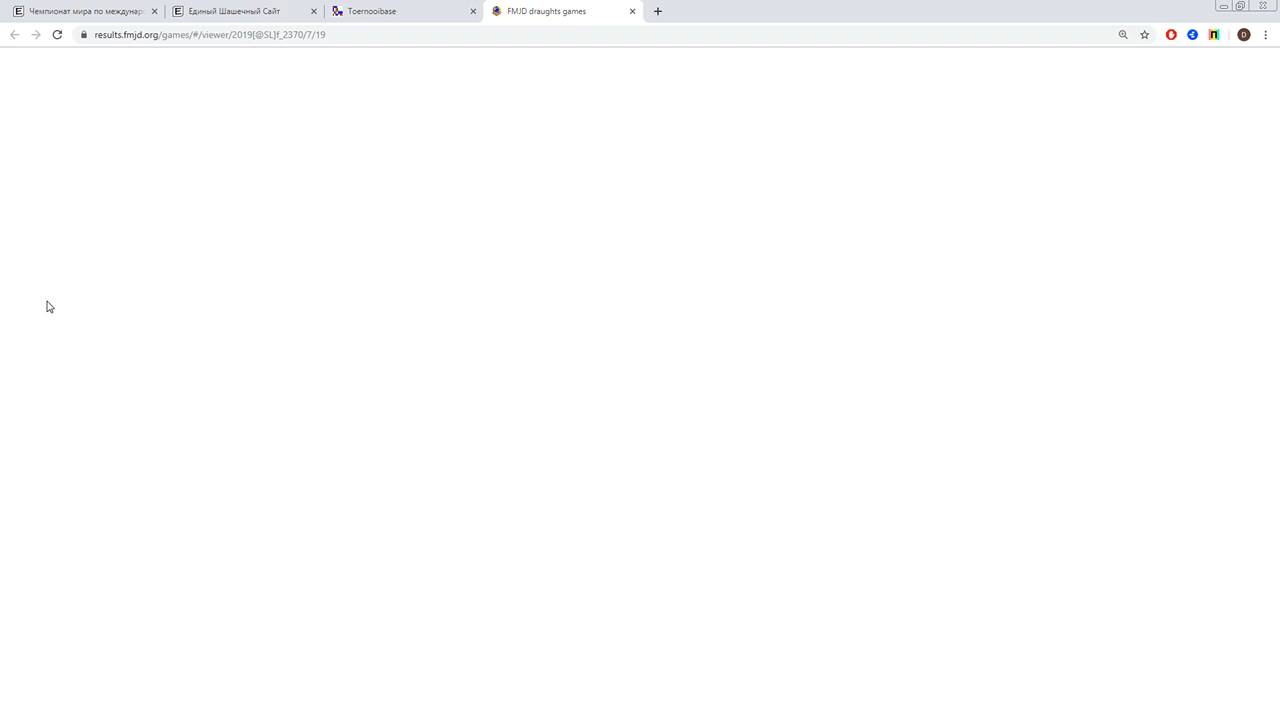 Чемпионат мира по междунар
Единый Шашечный Сайт
Toernooibase
FMJD draughts games
results.fmjd.org/games/#/viewer/2019[@SL]f_2370/7/19
D